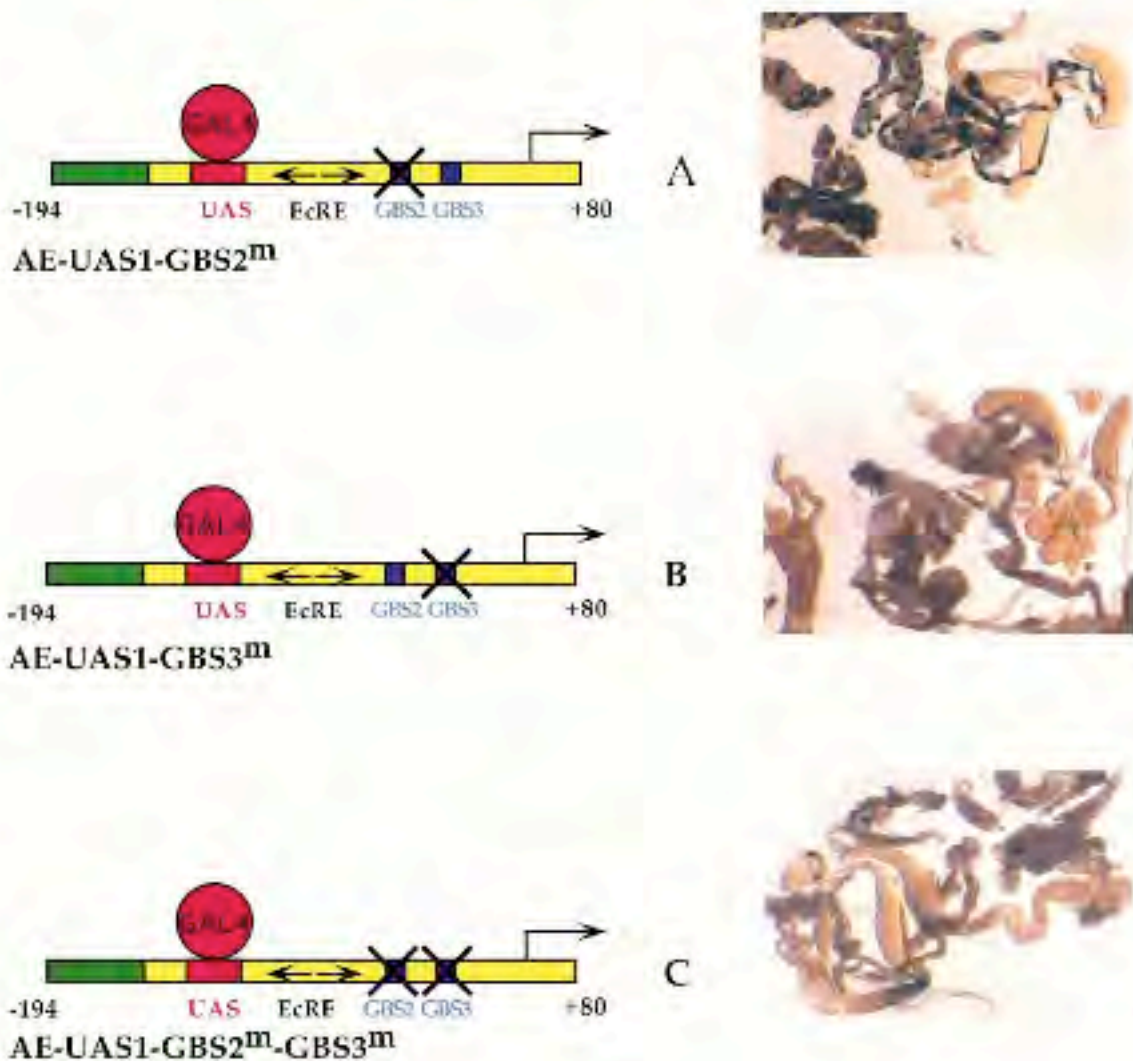 GAL4
A
-194 UAS EcRE GBS2 GBS3 +80
AE-UAS1-GBS2ᵐ
GAL4
B
-194 UAS EcRE GBS2 GBS3 +80
AE-UAS1-GBS3ᵐ
GAL4
C
-194 UAS EcRE GBS2 GBS3 +80
AE-UAS1-GBS2ᵐ-GBS3ᵐ